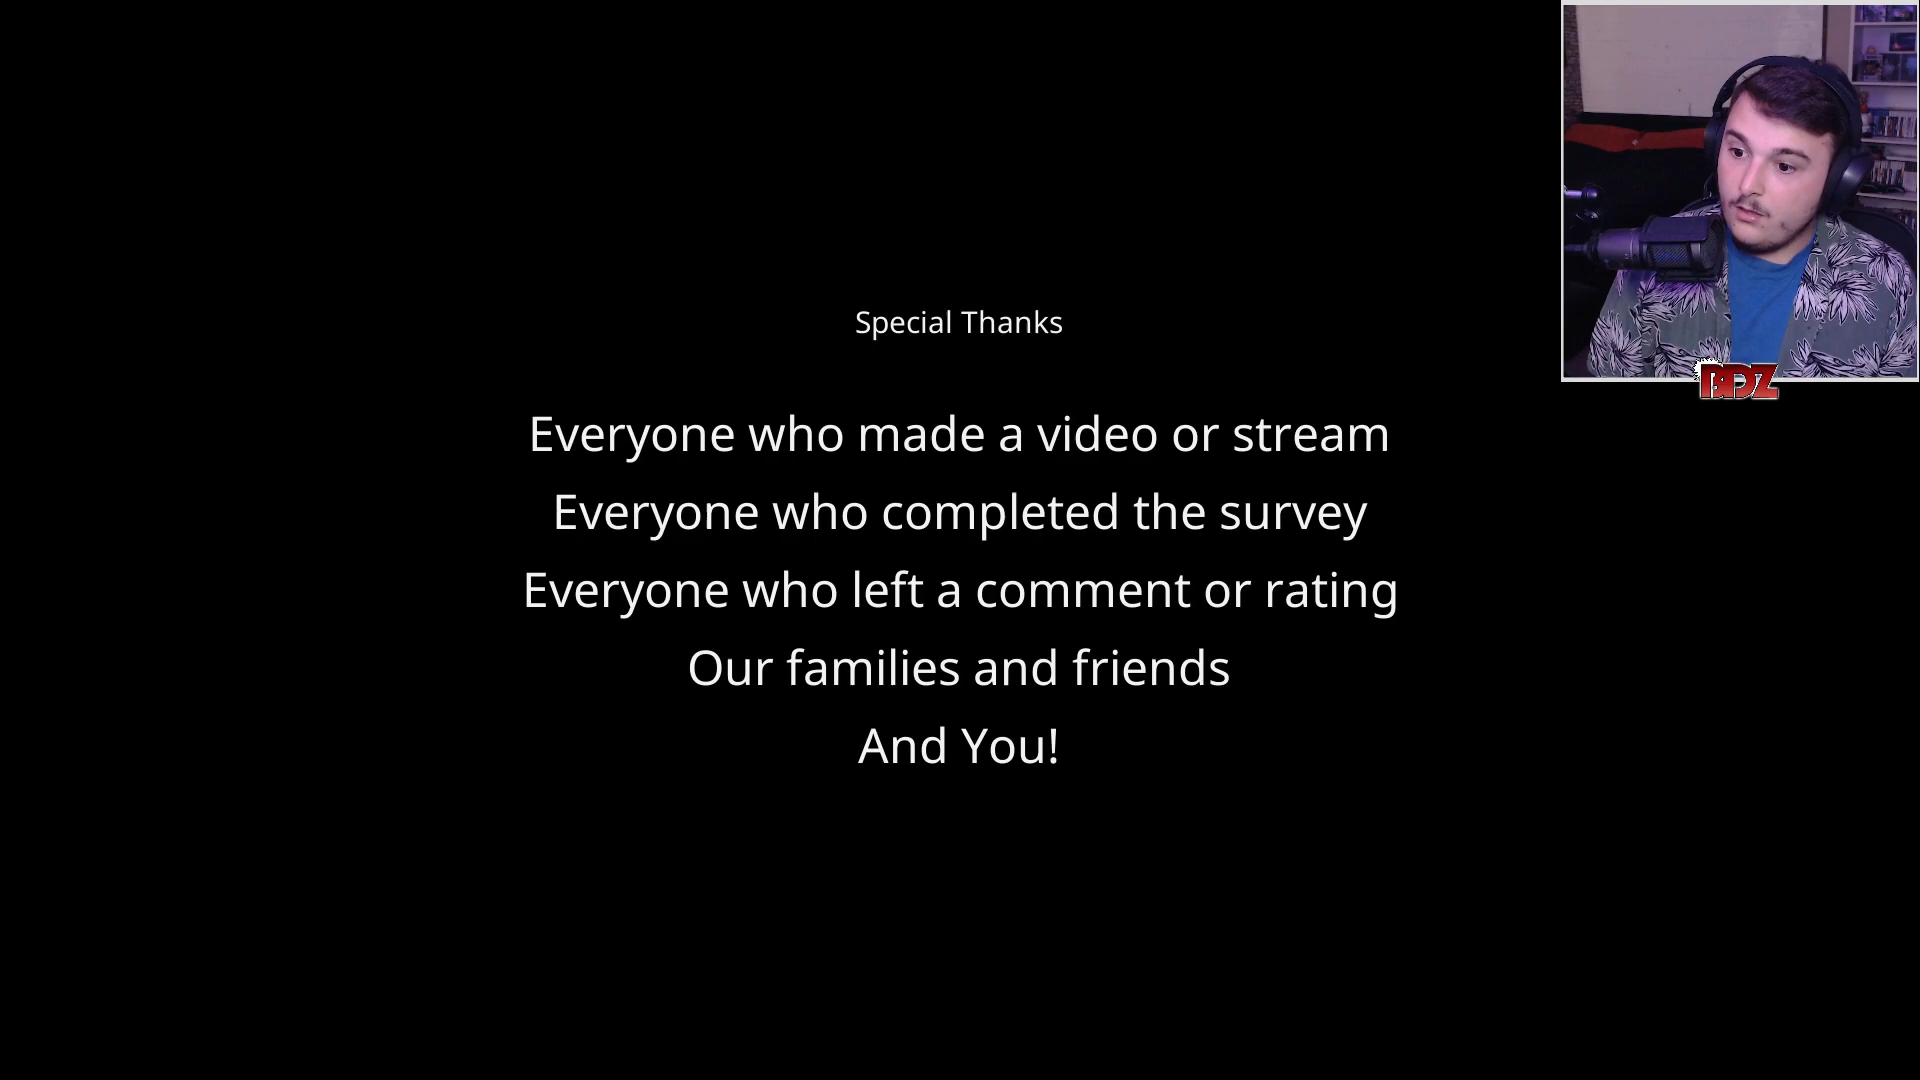 Special Thanks
Everyone who made a video or stream
Everyone who completed the survey
Everyone who left a comment or rating
Our families and friends
And You!
BDZ